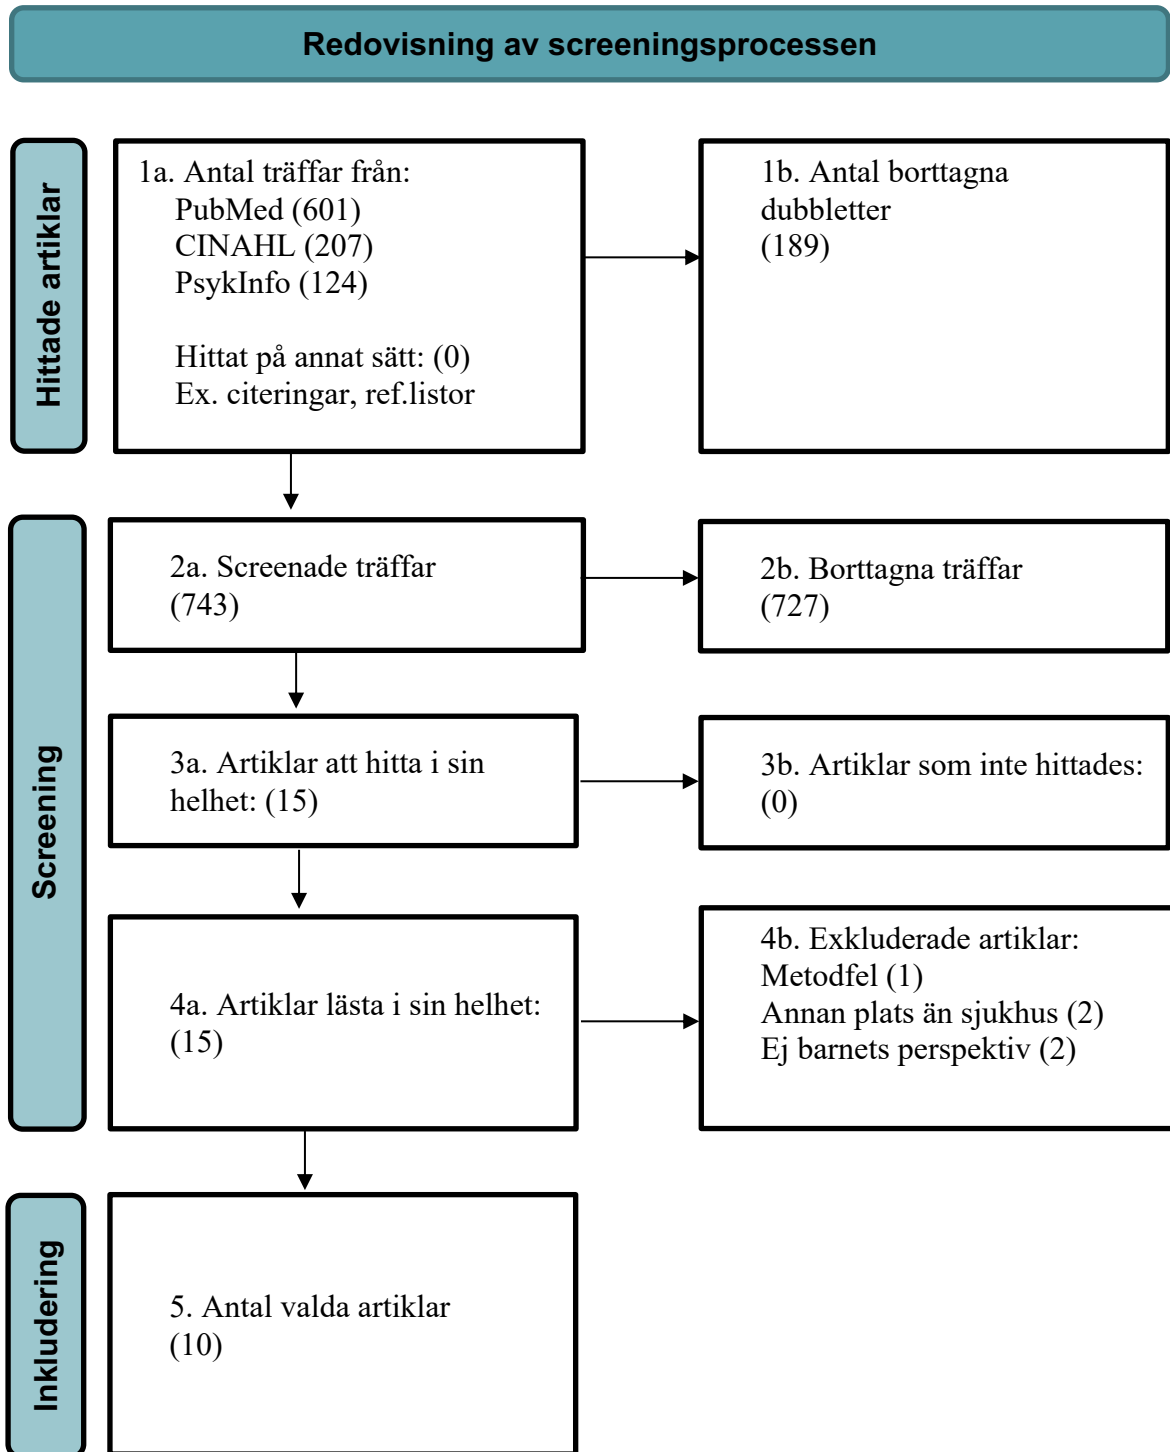 Redovisning av screeningsprocessen
Hittade artiklar
1a. Antal träffar från:
PubMed (601)
CINAHL (207)
PsykInfo (124)
Hittat på annat sätt: (0)
Ex. citeringar, ref.listor
1b. Antal borttagna
dubbletter
(189)
Screening
2a. Screenade träffar
(743)
2b. Borttagna träffar
(727)
3a. Artiklar att hitta i sin
helhet: (15)
3b. Artiklar som inte hittades:
(0)
4a. Artiklar lästa i sin helhet:
(15)
4b. Exkluderade artiklar:
Metodfel (1)
Annan plats än sjukhus (2)
Ej barnets perspektiv (2)
Inkludering
5. Antal valda artiklar
(10)